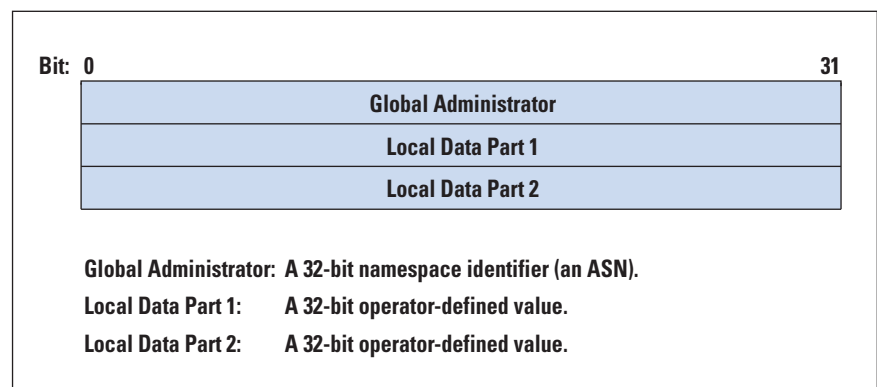 Bit: 0 31
Global Administrator
Local Data Part 1
Local Data Part 2
Global Administrator: A 32-bit namespace identifier (an ASN).
Local Data Part 1: A 32-bit operator-defined value.
Local Data Part 2: A 32-bit operator-defined value.